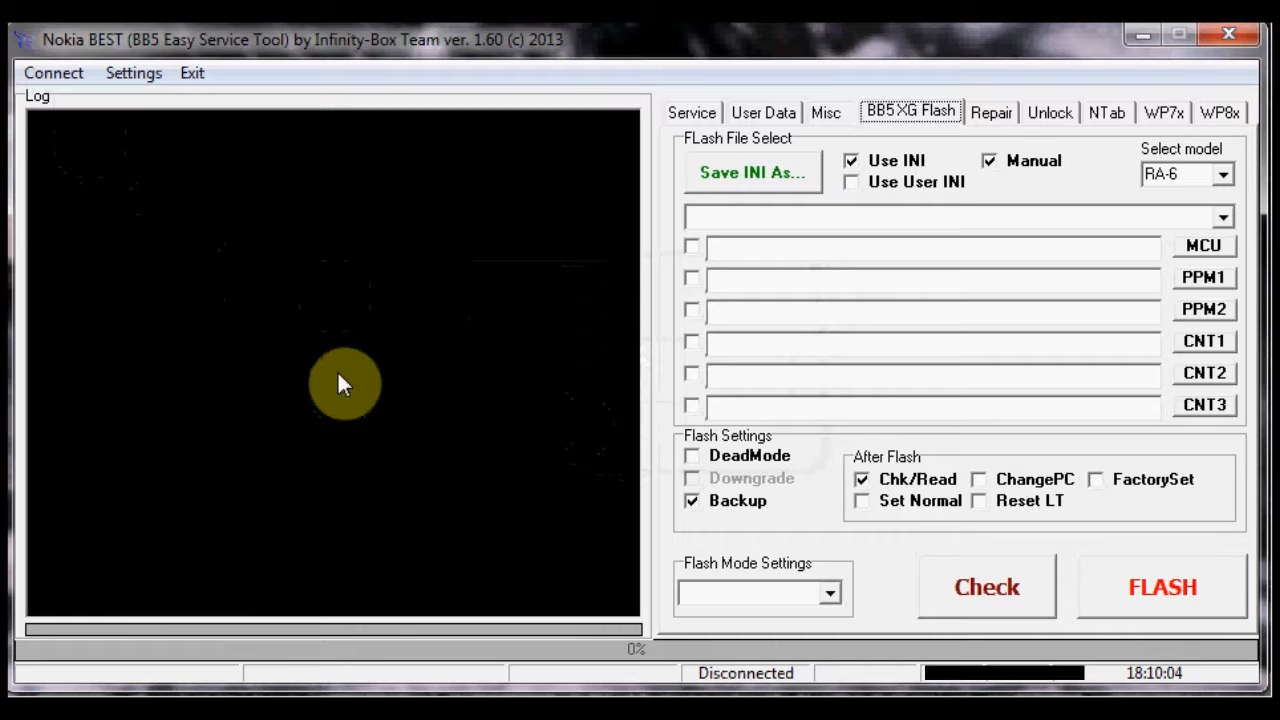 Nokia BEST (BB5 Easy Service Tool) by Infinity-Box Team ver. 1.60 (c) 2013
Connect Settings Exit
Log
Service User Data Misc BB5 XG Flash Repair Unlock NTab WP7x WP8x
FLash File Select
Save INI As...
Use INI
Manual
Use User INI
Select model
RA-6
MCU
PPM1
PPM2
CNT1
CNT2
CNT3
Flash Settings
DeadMode
Downgrade
Backup
After Flash
Chk/Read ChangePC FactorySet
Set Normal Reset LT
Flash Mode Settings
Check
FLASH
0%
Disconnected
18:10:04